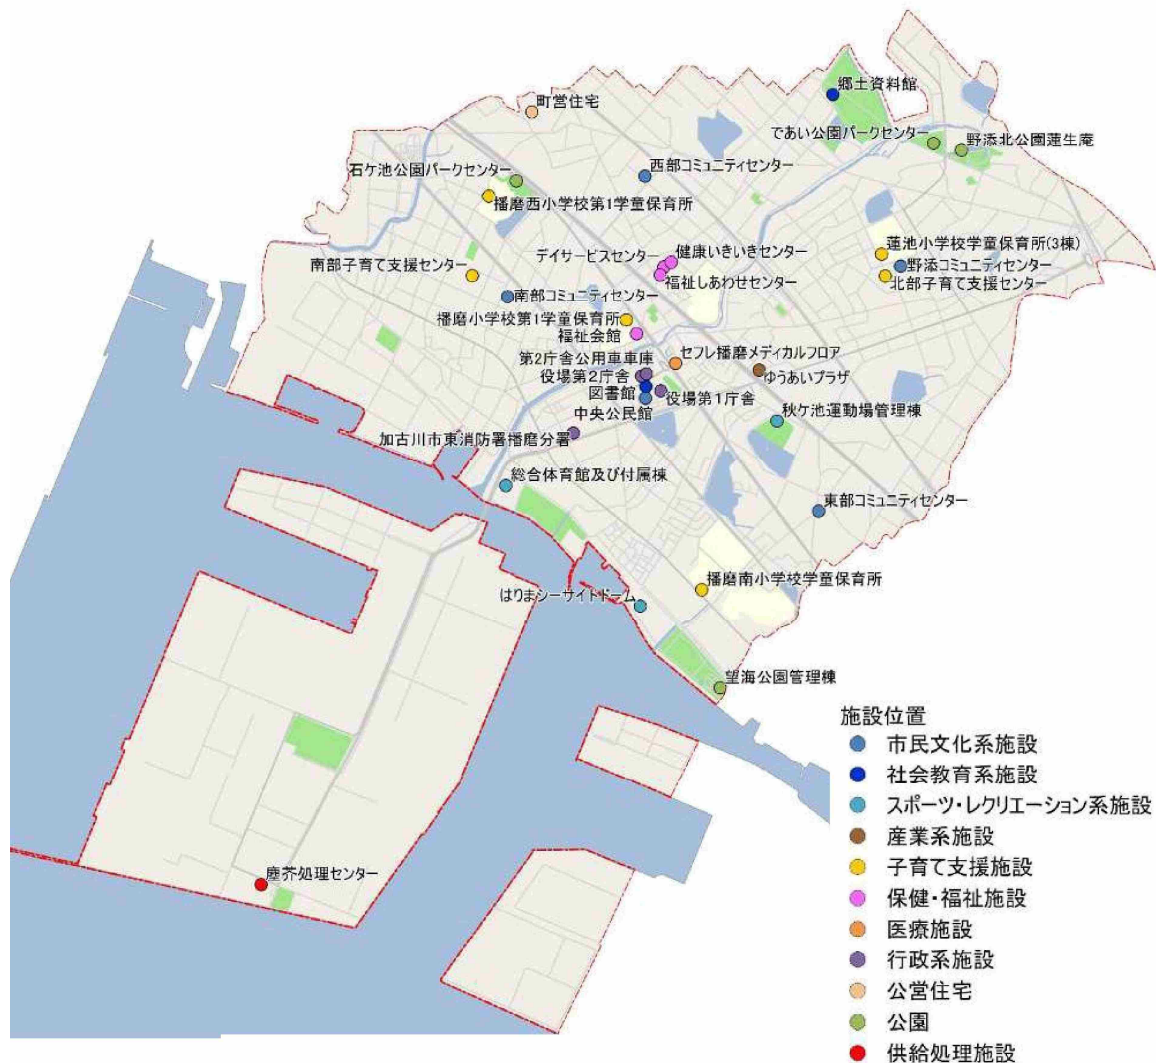 郷土資料館
町営住宅
であい公園パークセンター
野添北公園蓮生庵
石ケ池公園パークセンター
西部コミュニティセンター
播磨西小学校第1学童保育所
デイサービスセンター
健康いきいきセンター
蓮池小学校学童保育所(3棟)
南部子育て支援センター
野添コミュニティセンター
福祉しあわせセンター
北部子育て支援センター
南部コミュニティセンター
播磨小学校第1学童保育所
福祉会館
第2庁舎公用車車庫
セフレ播磨メディカルフロア
役場第2庁舎
ゆうあいプラザ
図書館
役場第1庁舎
中央公民館
秋ケ池運動場管理棟
加古川市東消防署播磨分署
総合体育館及び付属棟
東部コミュニティセンター
播磨南小学校学童保育所
はりまシーサイドドーム
望海公園管理棟
塵芥処理センター
施設位置
市民文化系施設
社会教育系施設
スポーツ・レクリエーション系施設
産業系施設
子育て支援施設
保健・福祉施設
医療施設
行政系施設
公営住宅
公園
供給処理施設